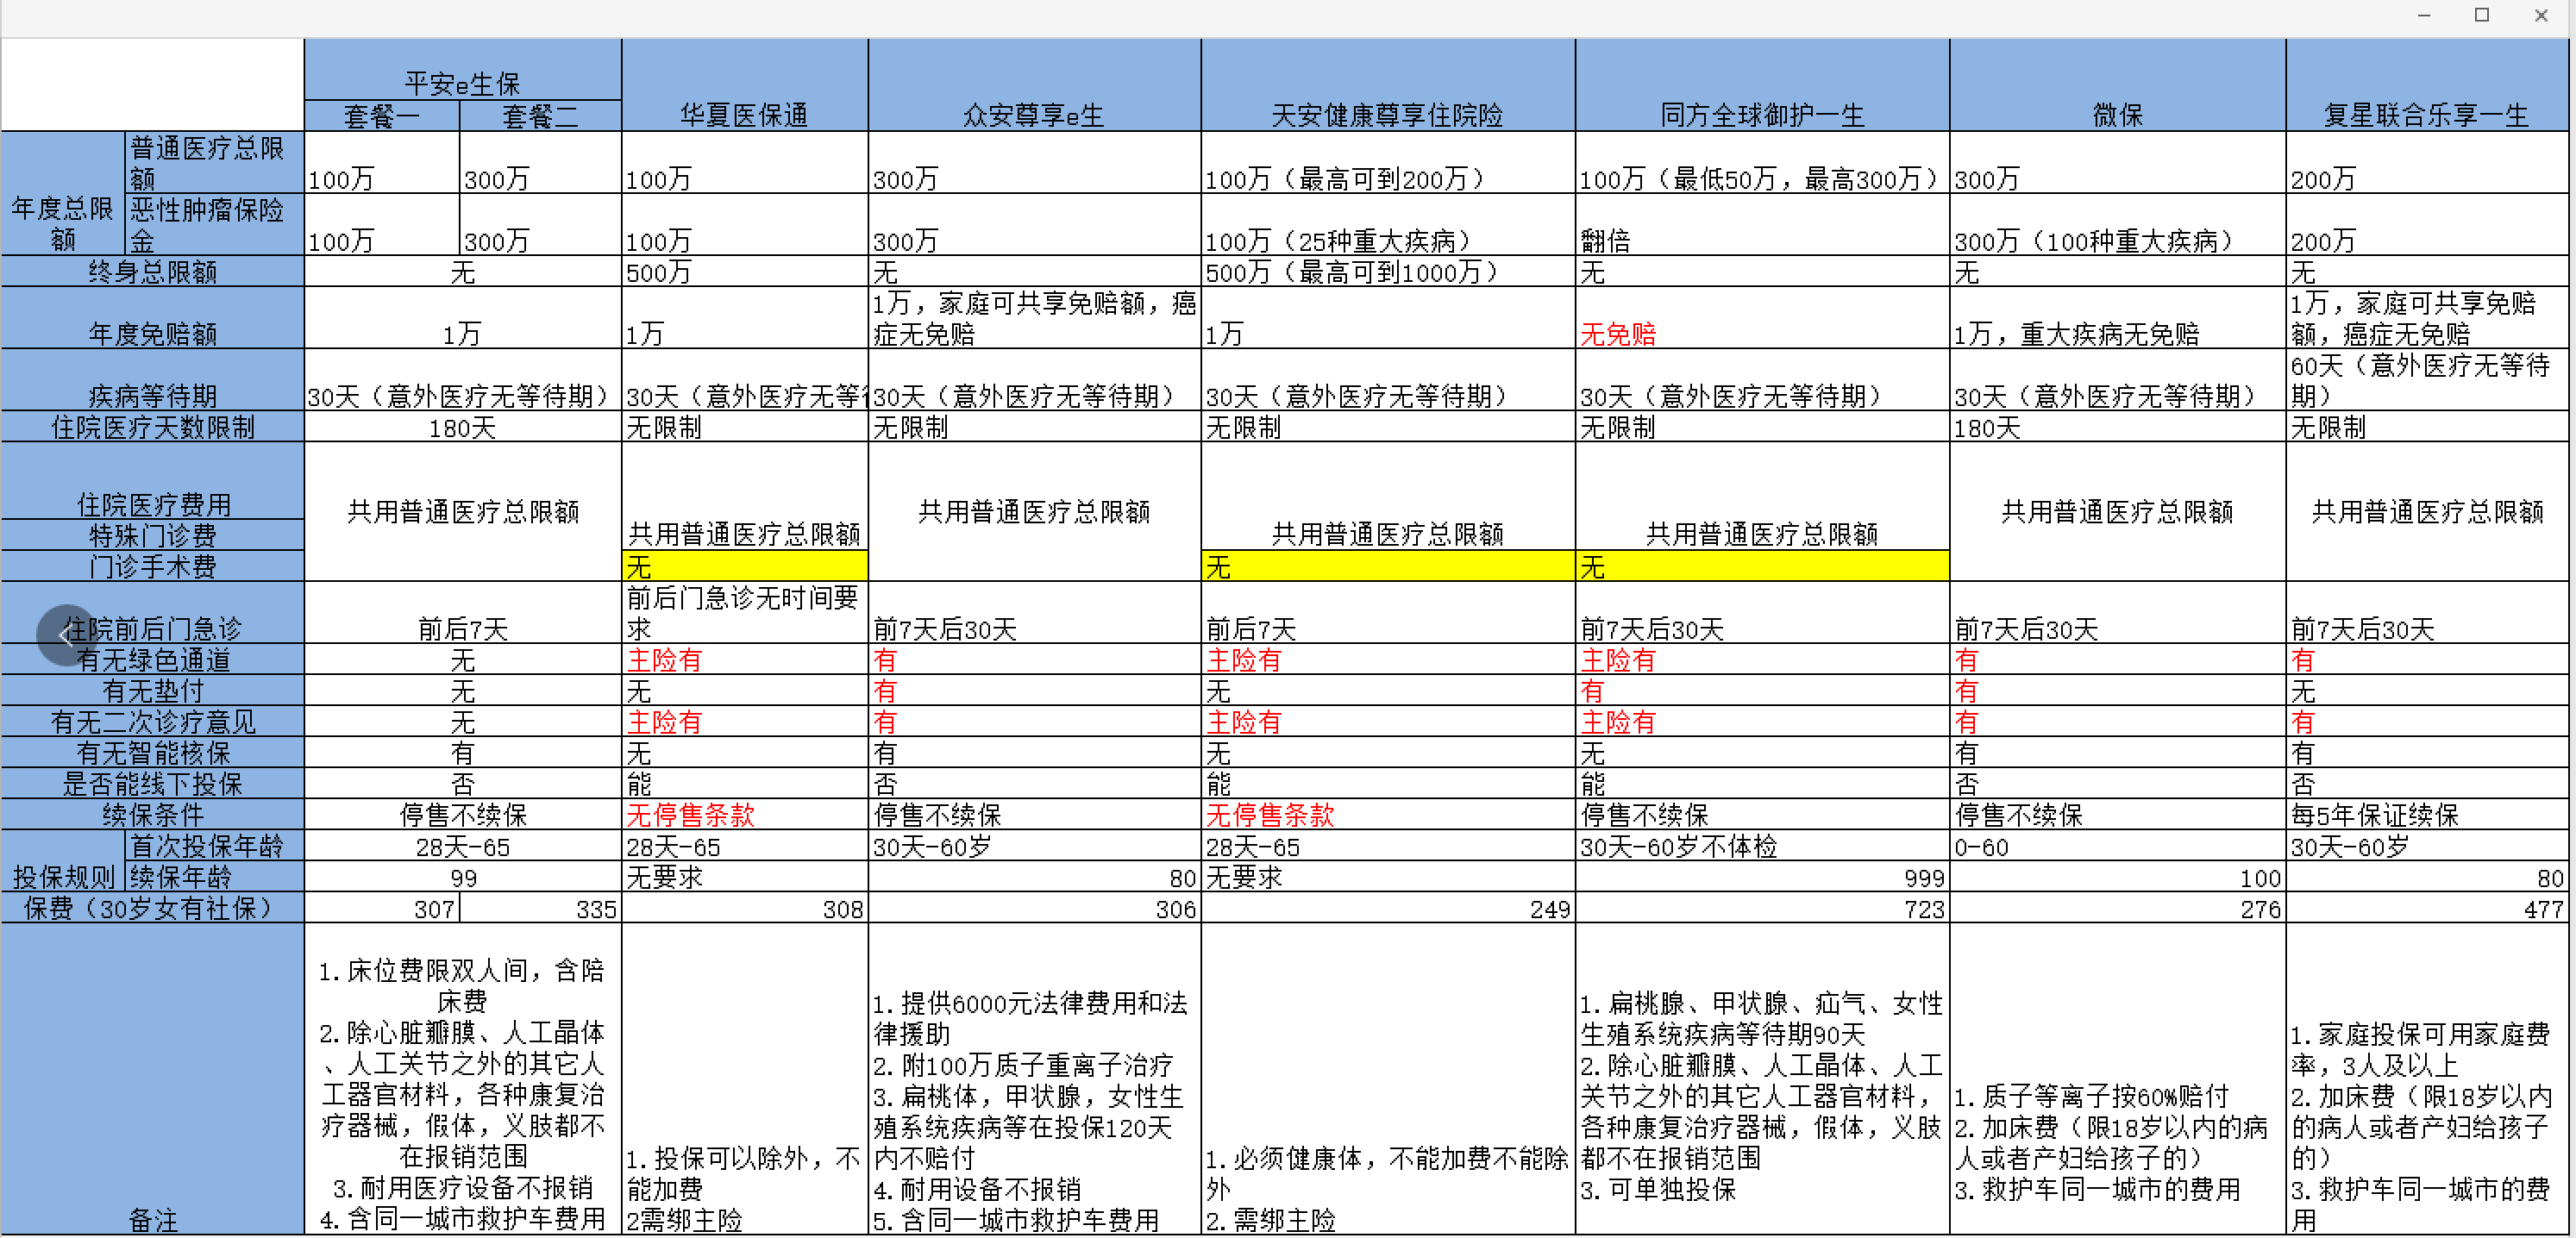 平安e生保
套餐一 套餐二 华夏医保通 众安尊享e生 天安健康尊享住院险 同方全球御护一生 微保 复星联合乐享一生
年度总限
额
普通医疗总限
额
100万 300万 100万 300万 100万（最高可到200万） 100万（最低50万，最高300万） 300万 200万
恶性肿瘤保险
金
100万 300万 100万 300万 100万（25种重大疾病） 翻倍 300万（100种重大疾病） 200万
终身总限额 无 500万 无 500万（最高可到1000万） 无 无 无
年度免赔额 1万 1万
1万，家庭可共享免赔额，癌
症无免赔
1万 无免赔 1万，重大疾病无免赔
1万，家庭可共享免赔
额，癌症无免赔
疾病等待期 30天（意外医疗无等待期） 30天（意外医疗无等 30天（意外医疗无等待期） 30天（意外医疗无等待期） 30天（意外医疗无等待期） 30天（意外医疗无等待期）
60天（意外医疗无等待
期）
住院医疗天数限制 180天 无限制 无限制 无限制 无限制 180天 无限制
住院医疗费用
特殊门诊费
门诊手术费
共用普通医疗总限额
共用普通医疗总限额
无
共用普通医疗总限额
共用普通医疗总限额
无
共用普通医疗总限额
无
共用普通医疗总限额
共用普通医疗总限额
住院前后门急诊 前后7天
前后门急诊无时间要
求
前7天后30天 前后7天 前7天后30天 前7天后30天 前7天后30天
有无绿色通道 无 主险有 有 主险有 主险有 有 有
有无垫付 无 无 有 无 有 有 无
有无二次诊疗意见 无 主险有 有 主险有 主险有 有 有
有无智能核保 有 无 有 无 无 有 有
是否能线下投保 否 能 否 能 能 否 否
续保条件 停售不续保 无停售条款 停售不续保 无停售条款 停售不续保 停售不续保 每5年保证续保
投保规则
首次投保年龄 28天-65 28天-65 30天-60岁 28天-65 30天-60岁不体检 0-60 30天-60岁
续保年龄 99 无要求 80 无要求 999 100 80
保费（30岁女有社保） 307 335 308 306 249 723 276 477
备注
1.床位费限双人间，含陪
床费
2.除心脏瓣膜、人工晶体
、人工关节之外的其它人
工器官材料，各种康复治
疗器械，假体，义肢都不
在报销范围
3.耐用医疗设备不报销
4.含同一城市救护车费用
1.投保可以除外，不
能加费
2需绑主险
1.提供6000元法律费用和法
律援助
2.附100万质子重离子治疗
3.扁桃体，甲状腺，女性生
殖系统疾病等在投保120天
内不赔付
4.耐用设备不报销
5.含同一城市救护车费用
1.必须健康体，不能加费不能除
外
2.需绑主险
1.扁桃腺、甲状腺、疝气、女性
生殖系统疾病等待期90天
2.除心脏瓣膜、人工晶体、人工
关节之外的其它人工器官材料，
各种康复治疗器械，假体，义肢
都不在报销范围
3.可单独投保
1.质子等离子按60%赔付
2.加床费（限18岁以内的病
人或者产妇给孩子的）
3.救护车同一城市的费用
1.家庭投保可用家庭费
率，3人及以上
2.加床费（限18岁以内
的病人或者产妇给孩子
的）
3.救护车同一城市的费
用